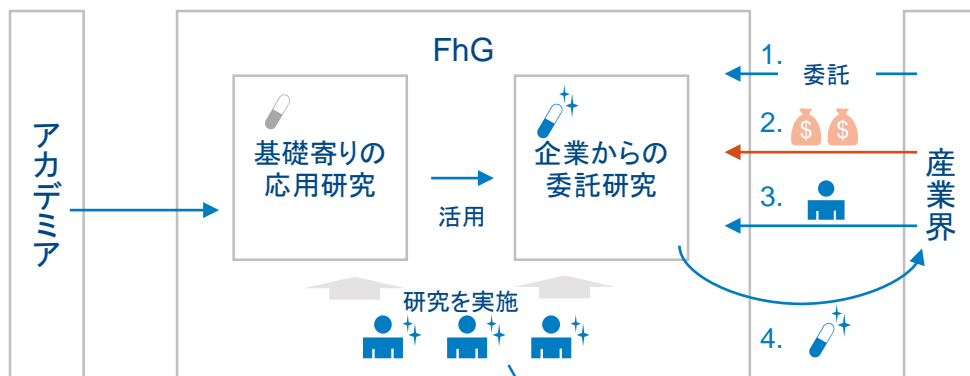 FhG
アカデミア
基礎寄りの
応用研究
活用
企業からの
委託研究
研究を実施
1.
委託
2.
$ $
3.
4.
産業界